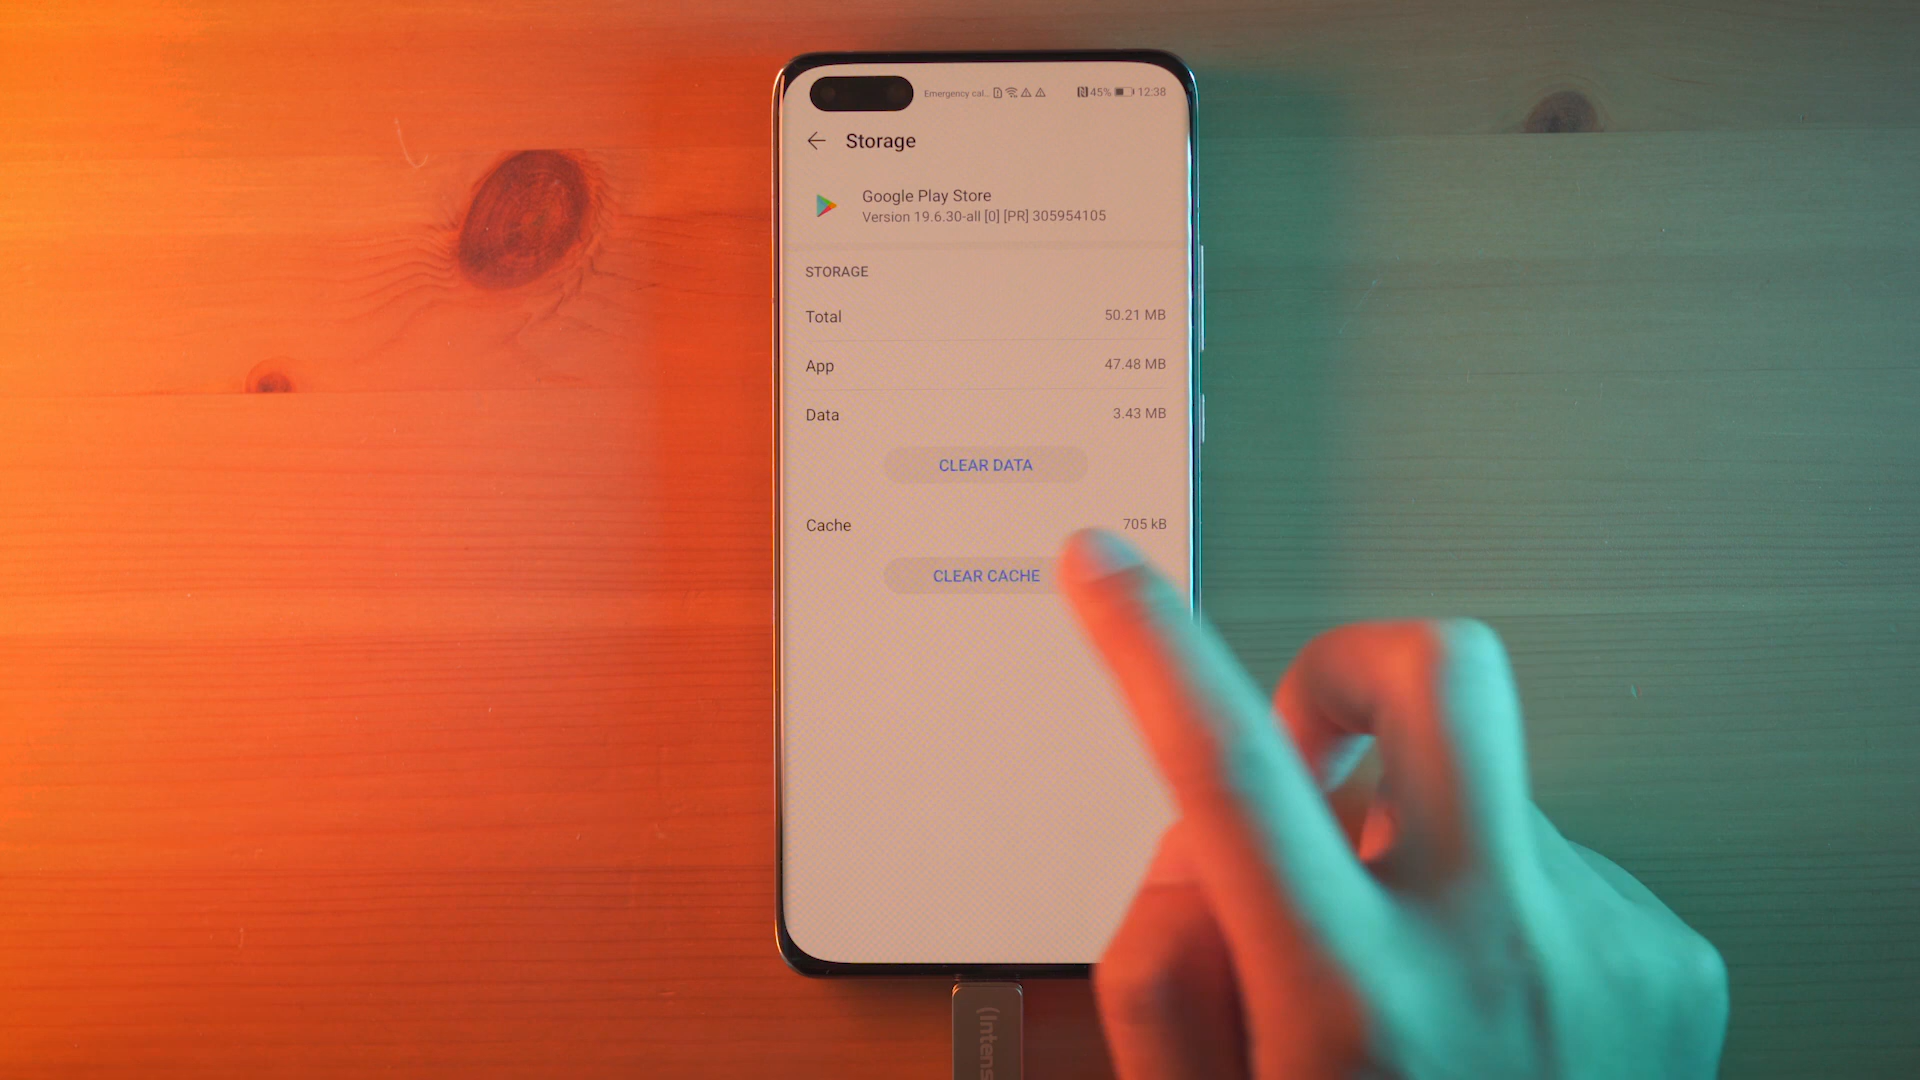 Emergency cal... 45% 12:38
Storage
Google Play Store
Version 19.6.30-all [0] [PR] 305954105
STORAGE
Total 50.21 MB
App 47.48 MB
Data 3.43 MB
CLEAR DATA
Cache 705 kB
CLEAR CACHE
(Intens